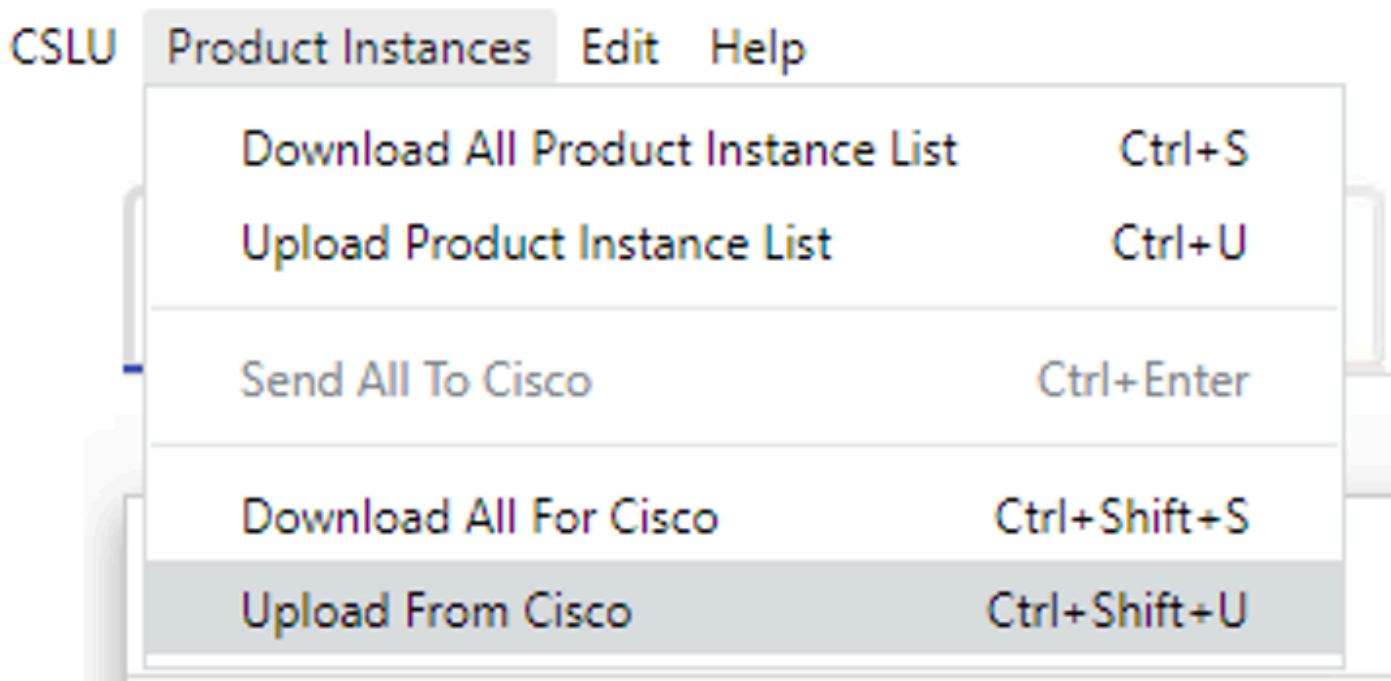 CSLU Product Instances Edit Help
Download All Product Instance List Ctrl+S
Upload Product Instance List Ctrl+U
Send All To Cisco Ctrl+Enter
Download All For Cisco Ctrl+Shift+S
Upload From Cisco Ctrl+Shift+U